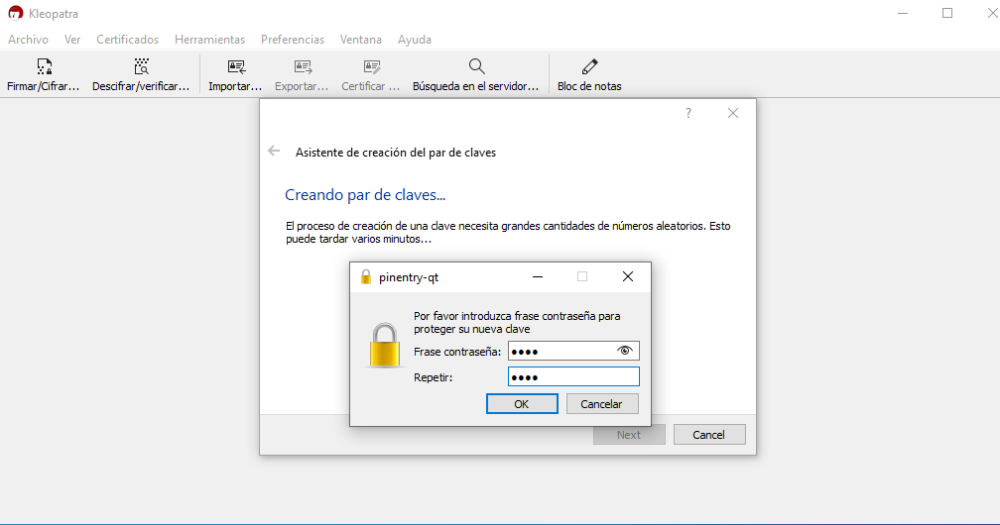 Kleopatra
Archivo Ver Certificados Herramientas Preferencias Ventana Ayuda
Firmar/Cifrar... Descifrar/verificar... Importar... Exportar... Certificar ... Búsqueda en el servidor... Bloc de notas
?
Asistente de creación del par de claves
Creando par de claves...
El proceso de creación de una clave necesita grandes cantidades de números aleatorios. Esto
puede tardar varios minutos...
pinentry-qt
Por favor introduzca frase contraseña para
proteger su nueva clave
Frase contraseña: ●●●●
Repetir: ●●●●
OK Cancelar
Next Cancel